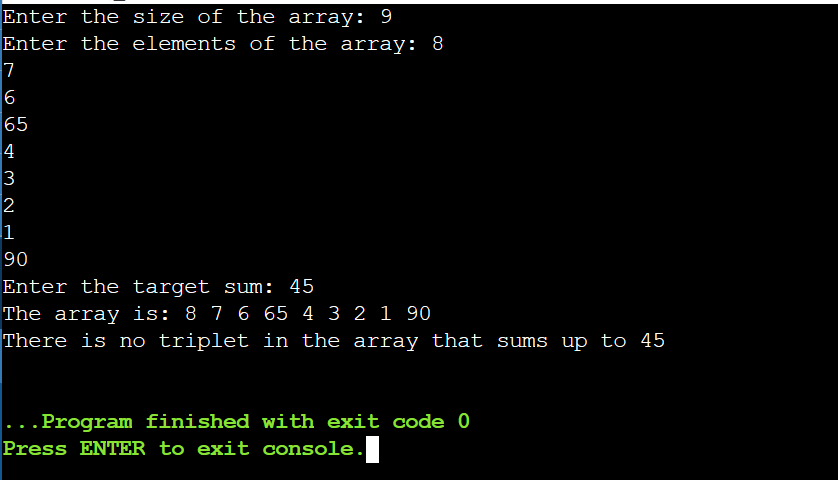 Enter the size of the array: 9
Enter the elements of the array: 8
7
6
65
4
3
2
1
90
Enter the target sum: 45
The array is: 8 7 6 65 4 3 2 1 90
There is no triplet in the array that sums up to 45
...Program finished with exit code 0
Press ENTER to exit console.